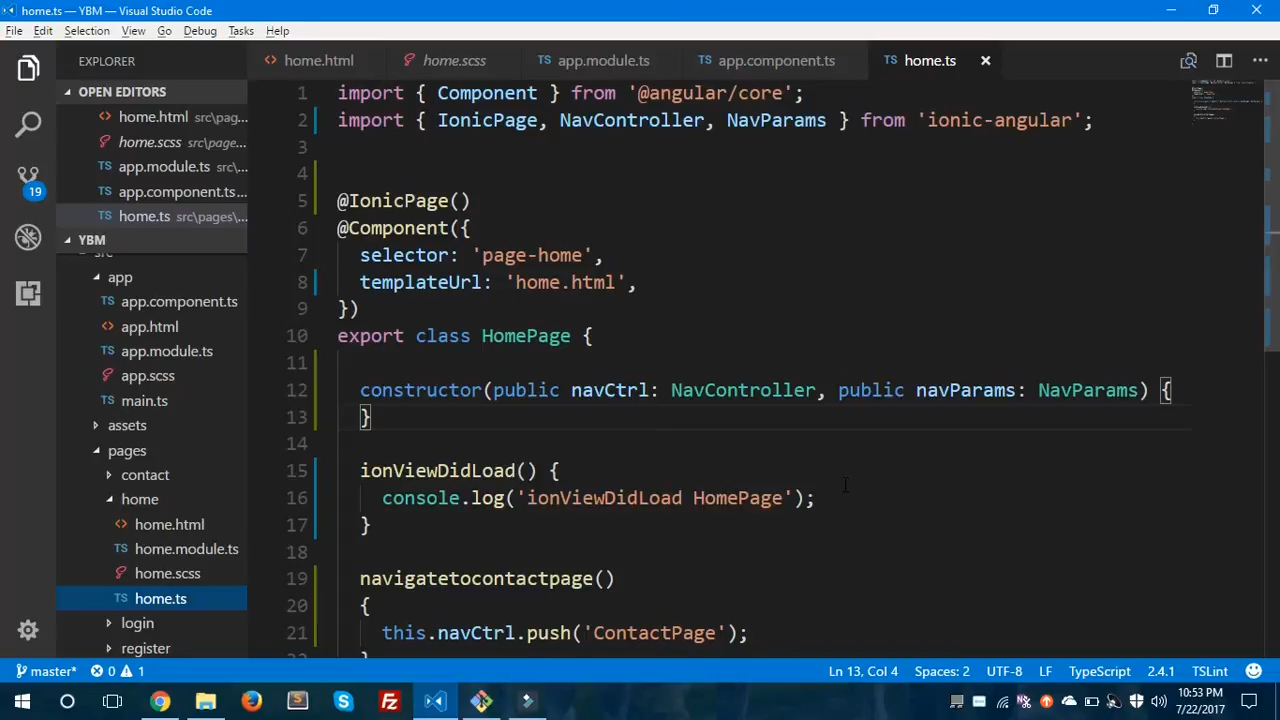 home.ts — YBM — Visual Studio Code
File Edit Selection View Go Debug Tasks Help
EXPLORER
OPEN EDITORS
home.html src\pag...
home.scss src\page...
app.module.ts src\...
app.component.ts...
home.ts src\pages\...
19
YBM
src
app
app.component.ts
app.html
app.module.ts
app.scss
main.ts
assets
pages
contact
home
home.html
home.module.ts
home.scss
home.ts
login
register
home.html home.scss app.module.ts app.component.ts home.ts
1 import { Component } from '@angular/core';
2 import { IonicPage, NavController, NavParams } from 'ionic-angular';
3
4
5 @IonicPage()
6 @Component({
7 selector: 'page-home',
8 templateUrl: 'home.html',
9 })
10 export class HomePage {
11
12 constructor(public navCtrl: NavController, public navParams: NavParams) {
13 }
14
15 ionViewDidLoad() {
16 console.log('ionViewDidLoad HomePage');
17 }
18
19 navigatetocontactpage()
20 {
21 this.navCtrl.push('ContactPage');
master* 0 1 Ln 13, Col 4 Spaces: 2 UTF-8 LF TypeScript 2.4.1 TSLint
10:53 PM
7/22/2017